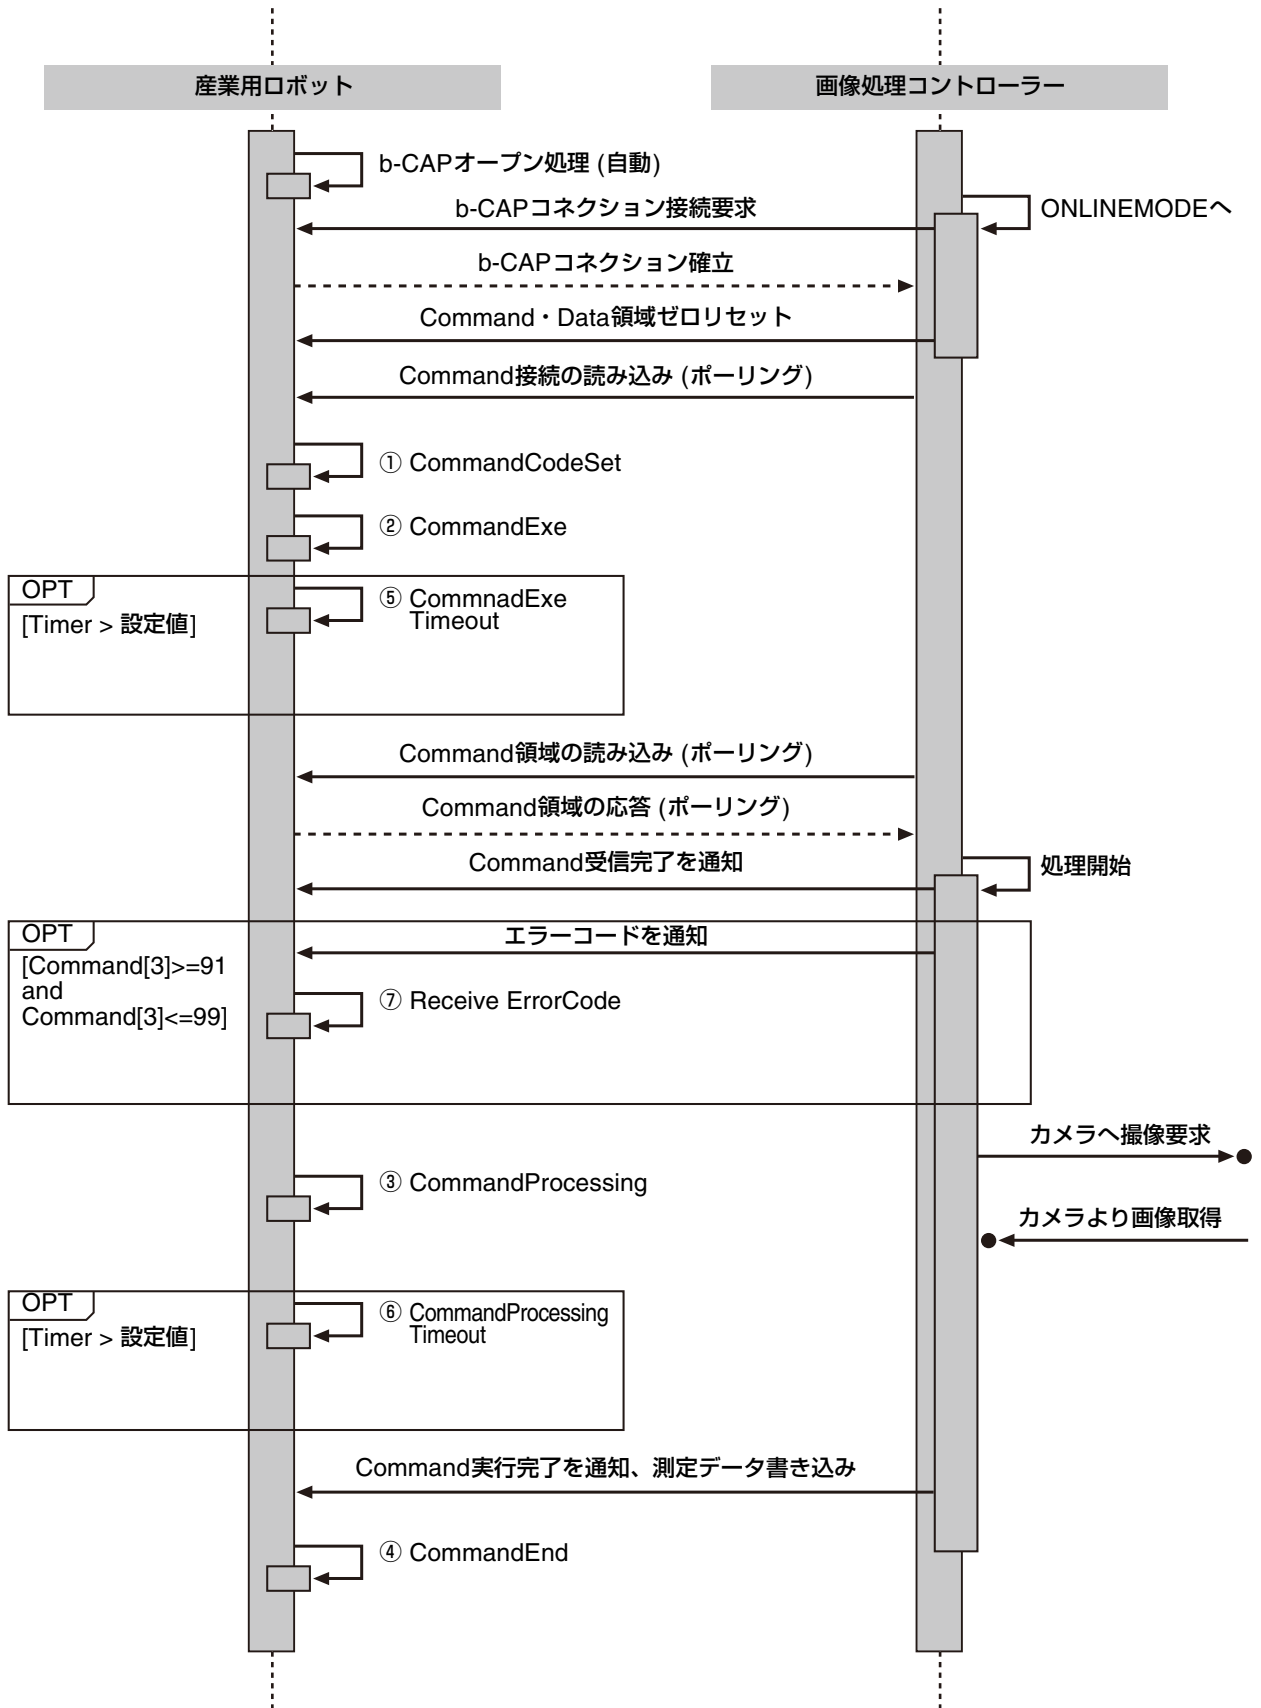 産業用ロボット
画像処理コントローラー
b-CAPオープン処理 (自動)
b-CAPコネクション接続要求
ONLINEMODEへ
b-CAPコネクション確立
Command・Data領域ゼロリセット
Command接続の読み込み (ポーリング)
① CommandCodeSet
② CommandExe
OPT
[Timer > 設定値]
⑤ CommnadExe
Timeout
Command領域の読み込み (ポーリング)
Command領域の応答 (ポーリング)
Command受信完了を通知
処理開始
OPT
[Command[3]>=91
and
Command[3]<=99]
エラーコードを通知
⑦ Receive ErrorCode
カメラへ撮像要求
③ CommandProcessing
カメラより画像取得
OPT
[Timer > 設定値]
⑥ CommandProcessing
Timeout
Command実行完了を通知、測定データ書き込み
④ CommandEnd